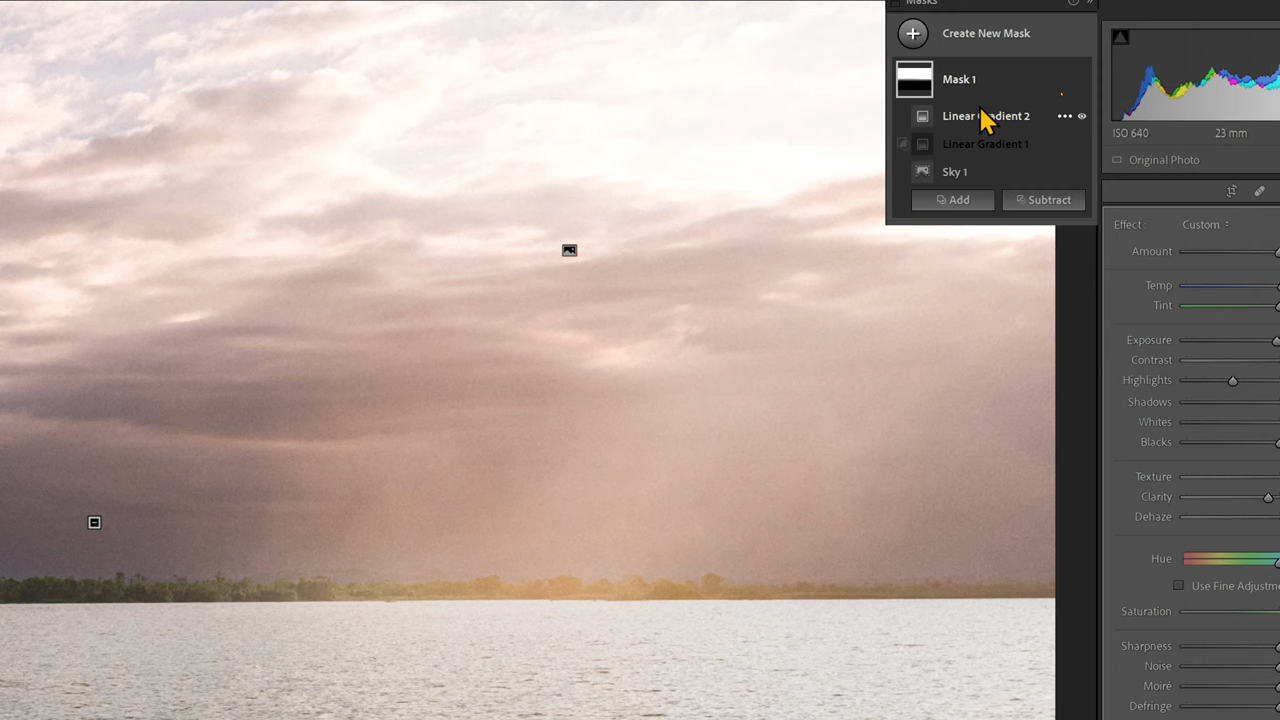 Masks
Create New Mask
Mask 1
Linear Gradient 2
Linear Gradient 1
Sky 1
Add
Subtract
ISO 640
23 mm
Original Photo
Effect :
Custom
Amount
Temp
Tint
Exposure
Contrast
Highlights
Shadows
Whites
Blacks
Texture
Clarity
Dehaze
Hue
Use Fine Adjustm
Saturation
Sharpness
Noise
Moiré
Defringe